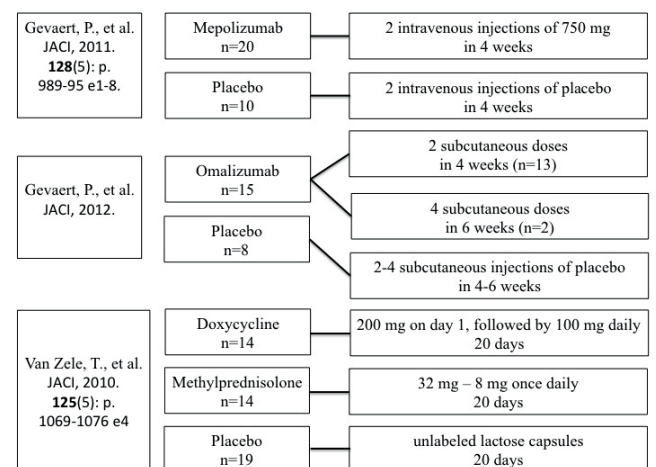 Gevaert, P., et al.
JACI, 2011.
128(5): p.
989-95 e1-8.
Mepolizumab
n=20
2 intravenous injections of 750 mg
in 4 weeks
Placebo
n=10
2 intravenous injections of placebo
in 4 weeks
Gevaert, P., et al.
JACI, 2012.
Omalizumab
n=15
2 subcutaneous doses
in 4 weeks (n=13)
4 subcutaneous doses
in 6 weeks (n=2)
Placebo
n=8
2-4 subcutaneous injections of placebo
in 4-6 weeks
Van Zele, T., et al.
JACI, 2010.
125(5): p.
1069-1076 e4
Doxycycline
n=14
200 mg on day 1, followed by 100 mg daily
20 days
Methylprednisolone
n=14
32 mg – 8 mg once daily
20 days
Placebo
n=19
unlabeled lactose capsules
20 days